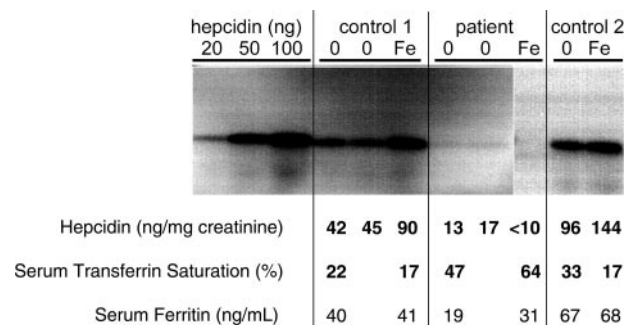 hepcidin (ng) control 1 patient control 2
20 50 100 0 0 Fe 0 0 Fe 0 Fe
Hepcidin (ng/mg creatinine) 42 45 90 13 17 <10 96 144
Serum Transferrin Saturation (%) 22 17 47 64 33 17
Serum Ferritin (ng/mL) 40 41 19 31 67 68